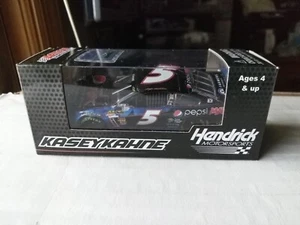 Ages 4
& up
5
5
pepsi
KASEYKAHNE
Hendrick
MOTORSPORTS